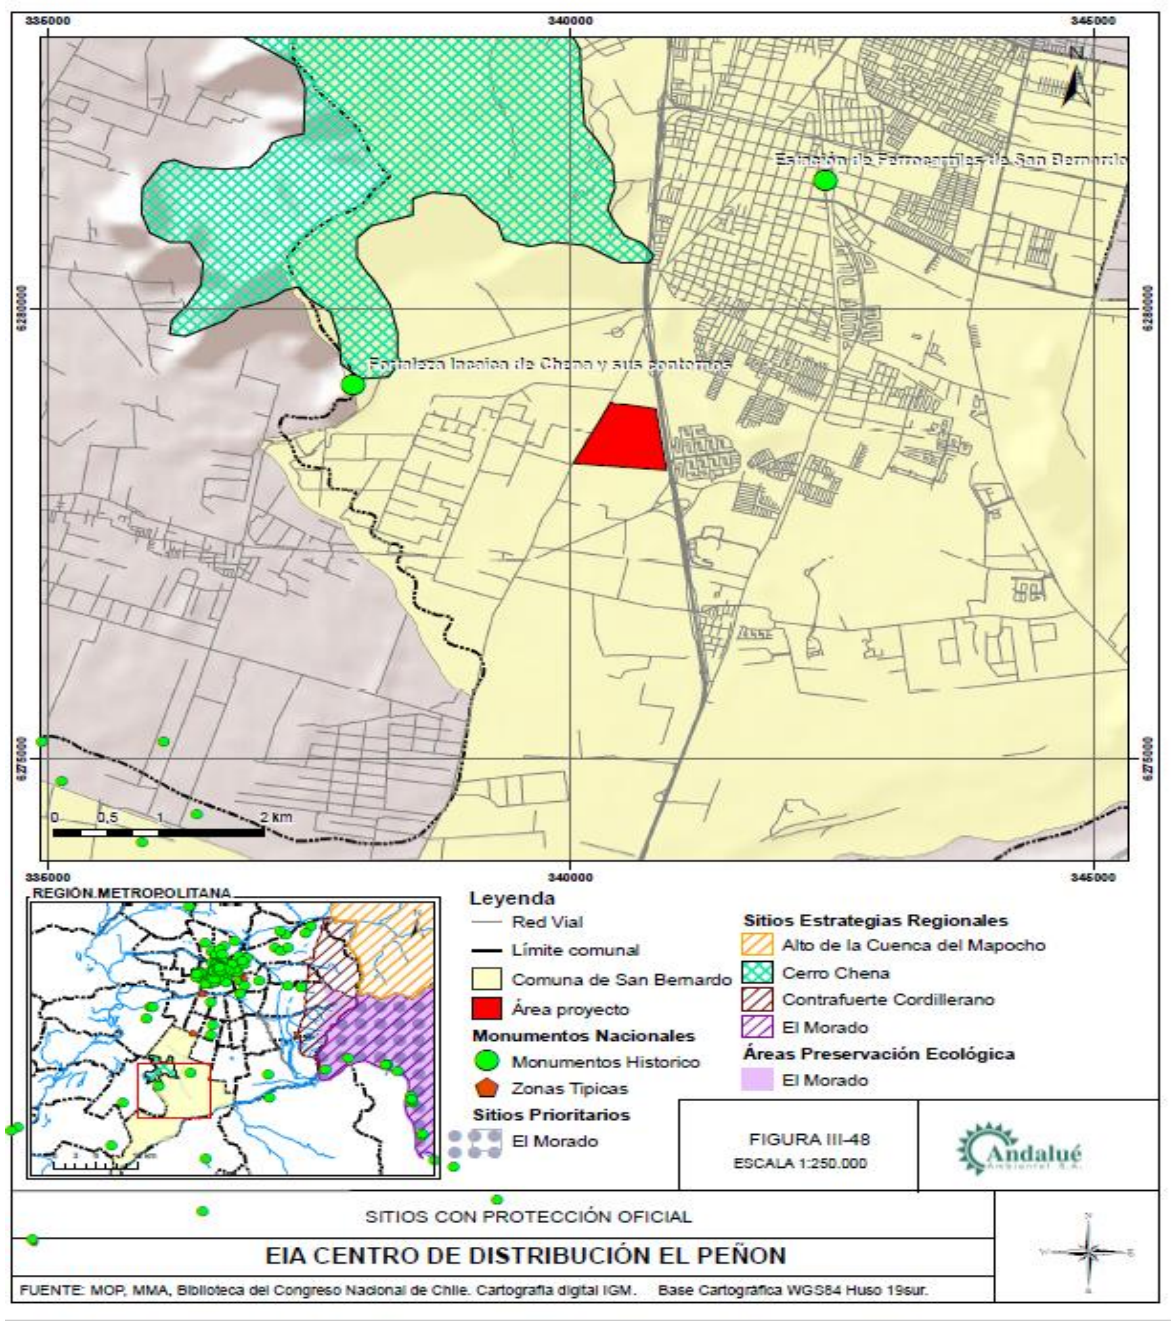 335000 340000 345000
N
Estación de Ferrocarriles de San Bernardo
6280000 6280000
Fortaleza Incaica de Chena y sus contornos
6275000 6275000
0 0,5 1 2 km
335000 340000 345000
REGIÓN METROPOLITANA
Leyenda
Red Vial
Límite comunal
Comuna de San Bernardo
Área proyecto
Monumentos Nacionales
Monumentos Historico
Zonas Tipicas
Sitios Prioritarios
El Morado
Sitios Estrategias Regionales
Alto de la Cuenca del Mapocho
Cerro Chena
Contrafuerte Cordillerano
El Morado
Áreas Preservación Ecológica
El Morado
FIGURA III-48
ESCALA 1:250.000
Andalué
Ambiental S.A.
SITIOS CON PROTECCIÓN OFICIAL
EIA CENTRO DE DISTRIBUCIÓN EL PEÑON
N
W E
S
FUENTE: MOP, MMA, Biblioteca del Congreso Nacional de Chile. Cartografia digital IGM. Base Cartográfica WGS84 Huso 19sur.